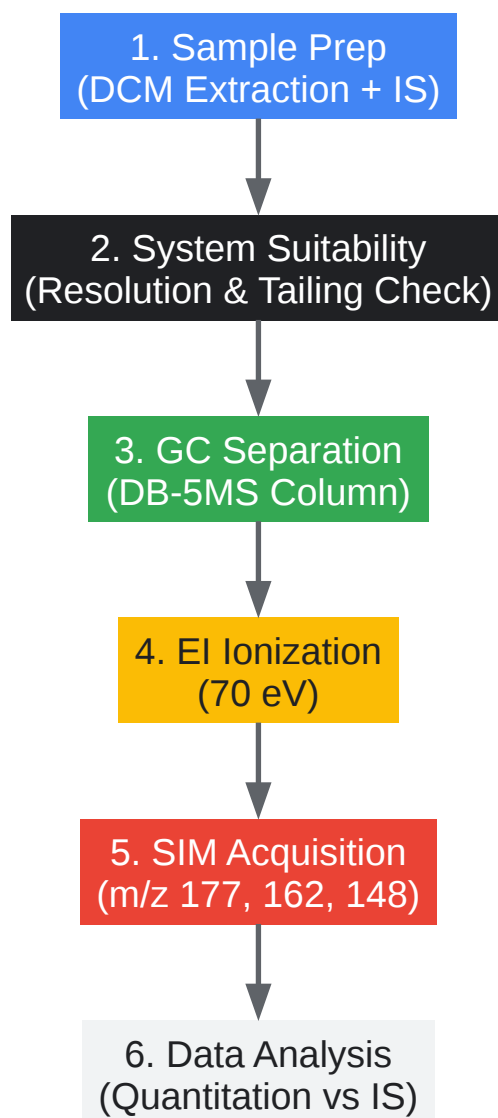 1. Sample Prep
(DCM Extraction + IS)
2. System Suitability
(Resolution & Tailing Check)
3. GC Separation
(DB-5MS Column)
4. EI Ionization
(70 eV)
5. SIM Acquisition
(m/z 177, 162, 148)
6. Data Analysis
(Quantitation vs IS)